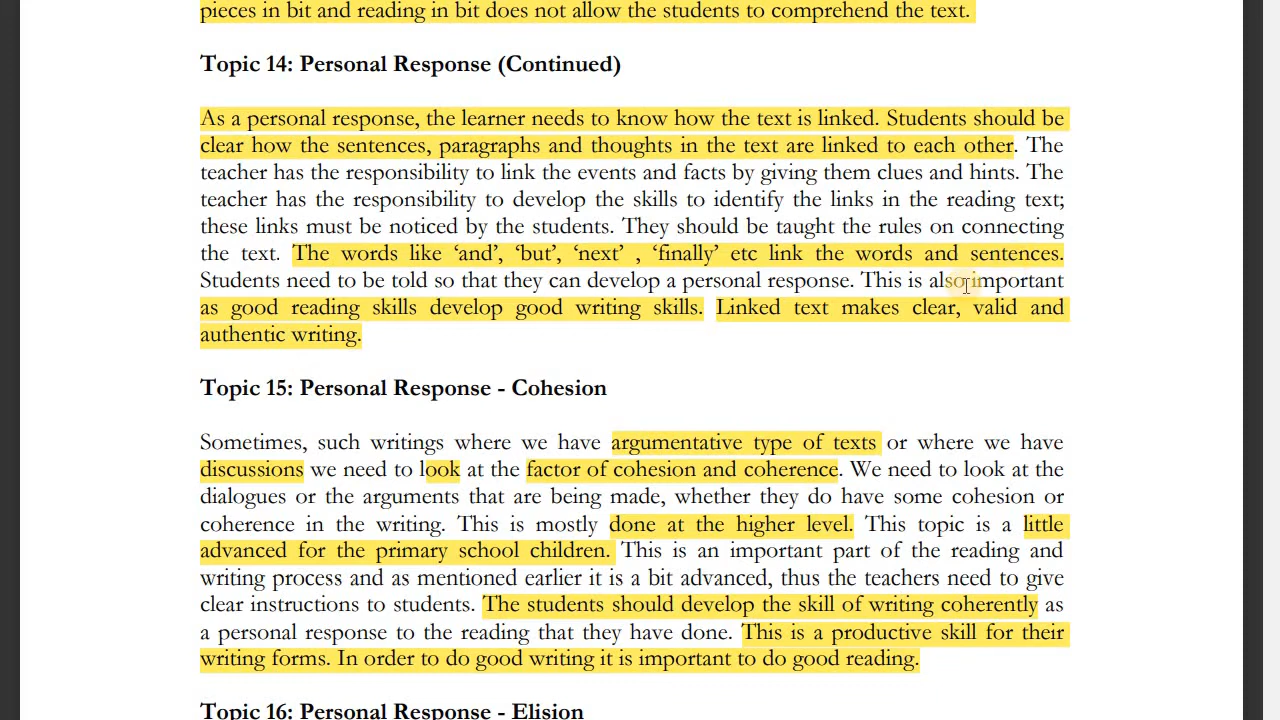 pieces in bit and reading in bit does not allow the students to comprehend the text.
Topic 14: Personal Response (Continued)
As a personal response, the learner needs to know how the text is linked. Students should be
clear how the sentences, paragraphs and thoughts in the text are linked to each other. The
teacher has the responsibility to link the events and facts by giving them clues and hints. The
teacher has the responsibility to develop the skills to identify the links in the reading text;
these links must be noticed by the students. They should be taught the rules on connecting
the text. The words like ‘and’, ‘but’, ‘next’ , ‘finally’ etc link the words and sentences.
Students need to be told so that they can develop a personal response. This is also important
as good reading skills develop good writing skills. Linked text makes clear, valid and
authentic writing.
Topic 15: Personal Response - Cohesion
Sometimes, such writings where we have argumentative type of texts or where we have
discussions we need to look at the factor of cohesion and coherence. We need to look at the
dialogues or the arguments that are being made, whether they do have some cohesion or
coherence in the writing. This is mostly done at the higher level. This topic is a little
advanced for the primary school children. This is an important part of the reading and
writing process and as mentioned earlier it is a bit advanced, thus the teachers need to give
clear instructions to students. The students should develop the skill of writing coherently as
a personal response to the reading that they have done. This is a productive skill for their
writing forms. In order to do good writing it is important to do good reading.
Topic 16: Personal Response - Elision